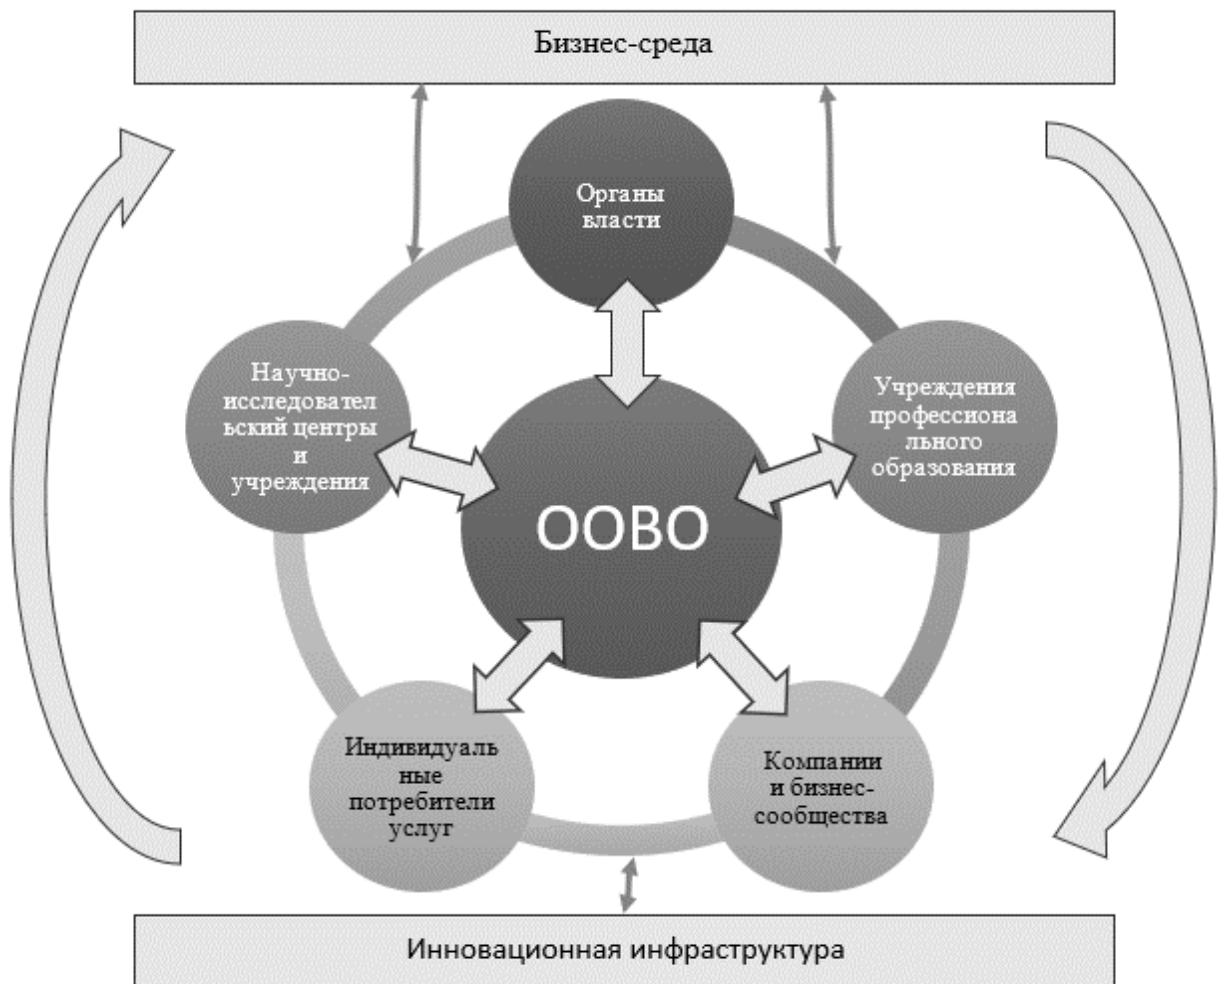 Бизнес-среда
Органы
власти
Научно-
исследовател
ьский центры
и
учреждения
Учреждения
профессиона
льного
образования
ООВО
Индивидуаль
ные
потребители
услуг
Компании
и бизнес-
сообщества
Инновационная инфраструктура